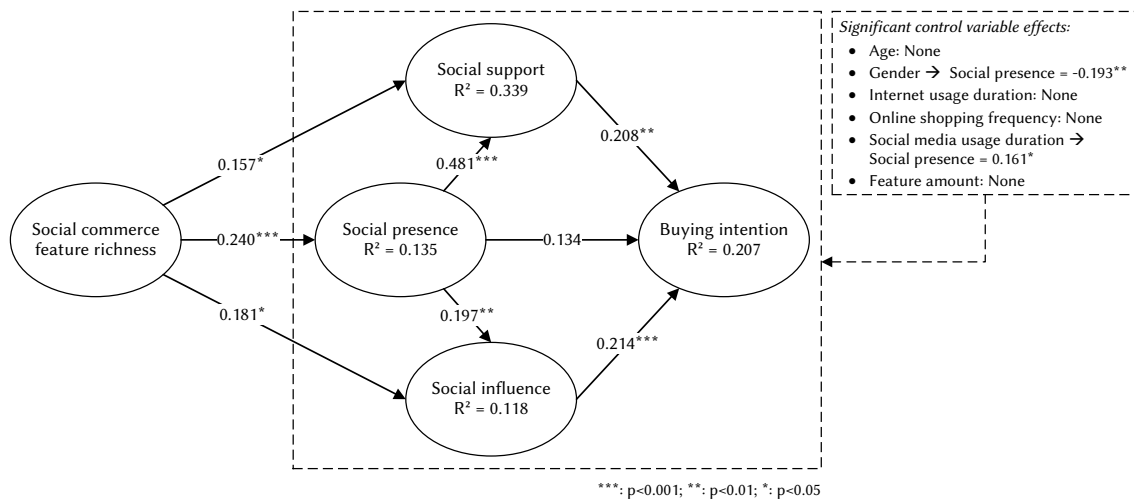 Social support
R² = 0.339
0.157*
0.481***
0.208**
Social commerce
feature richness
0.240***
Social presence
R² = 0.135
0.134
Buying intention
R² = 0.207
0.181*
0.197**
0.214***
Social influence
R² = 0.118
Significant control variable effects:
• Age: None
• Gender → Social presence = -0.193**
• Internet usage duration: None
• Online shopping frequency: None
• Social media usage duration →
Social presence = 0.161*
• Feature amount: None
***: p<0.001; **: p<0.01; *: p<0.05